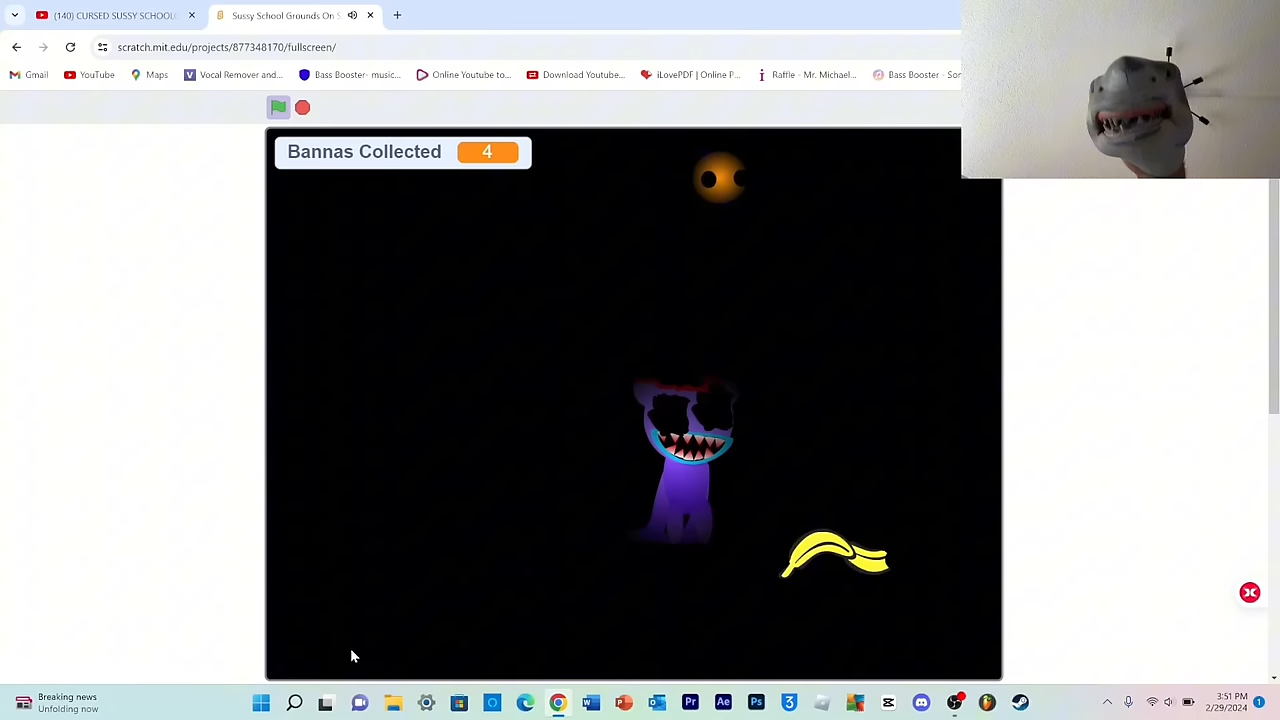 (140) CURSED SUSSY SCHOOL
Sussy School Grounds On S
scratch.mit.edu/projects/877348170/fullscreen/
Gmail
YouTube
Maps
Vocal Remover and...
Bass Booster- music...
Online Youtube to...
Download Youtube...
iLovePDF | Online P...
Raffle - Mr. Michael...
Bass Booster - Son
Bannas Collected 4
Breaking news
Unfolding now
3:51 PM
2/29/2024